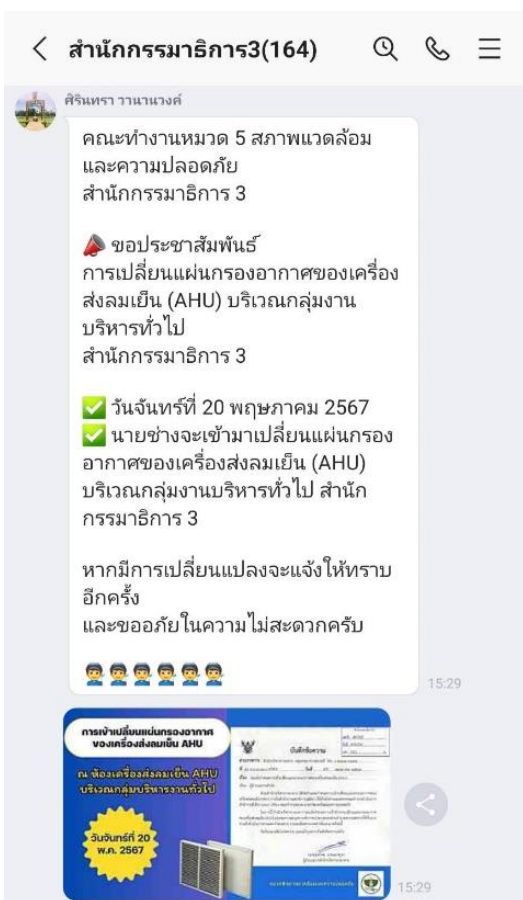 สำนักกรรมาธิการ3(164)
ศิรินทรา วานานวงค์
คณะทำงานหมวด 5 สภาพแวดล้อม
และความปลอดภัย
สำนักกรรมาธิการ 3
📣 ขอประชาสัมพันธ์
การเปลี่ยนแผ่นกรองอากาศของเครื่อง
ส่งลมเย็น (AHU) บริเวณกลุ่มงาน
บริหารทั่วไป
สำนักกรรมาธิการ 3
✅ วันจันทร์ที่ 20 พฤษภาคม 2567
✅ นายช่างจะเข้ามาเปลี่ยนแผ่นกรอง
อากาศของเครื่องส่งลมเย็น (AHU)
บริเวณกลุ่มงานบริหารทั่วไป สำนัก
กรรมาธิการ 3
หากมีการเปลี่ยนแปลงจะแจ้งให้ทราบ
อีกครั้ง
และขออภัยในความไม่สะดวกครับ
15:29
การเข้าเปลี่ยนแผ่นกรองอากาศ
ของเครื่องส่งลมเย็น AHU
ณ ห้องเครื่องส่งลมเย็น AHU
บริเวณกลุ่มบริหารงานทั่วไป
วันจันทร์ที่ 20
พ.ค. 2567
บันทึกข้อความ
15:29